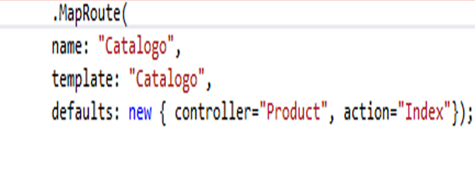 .MapRoute(
name: "Catalogo",
template: "Catalogo",
defaults: new { controller="Product", action="Index"});